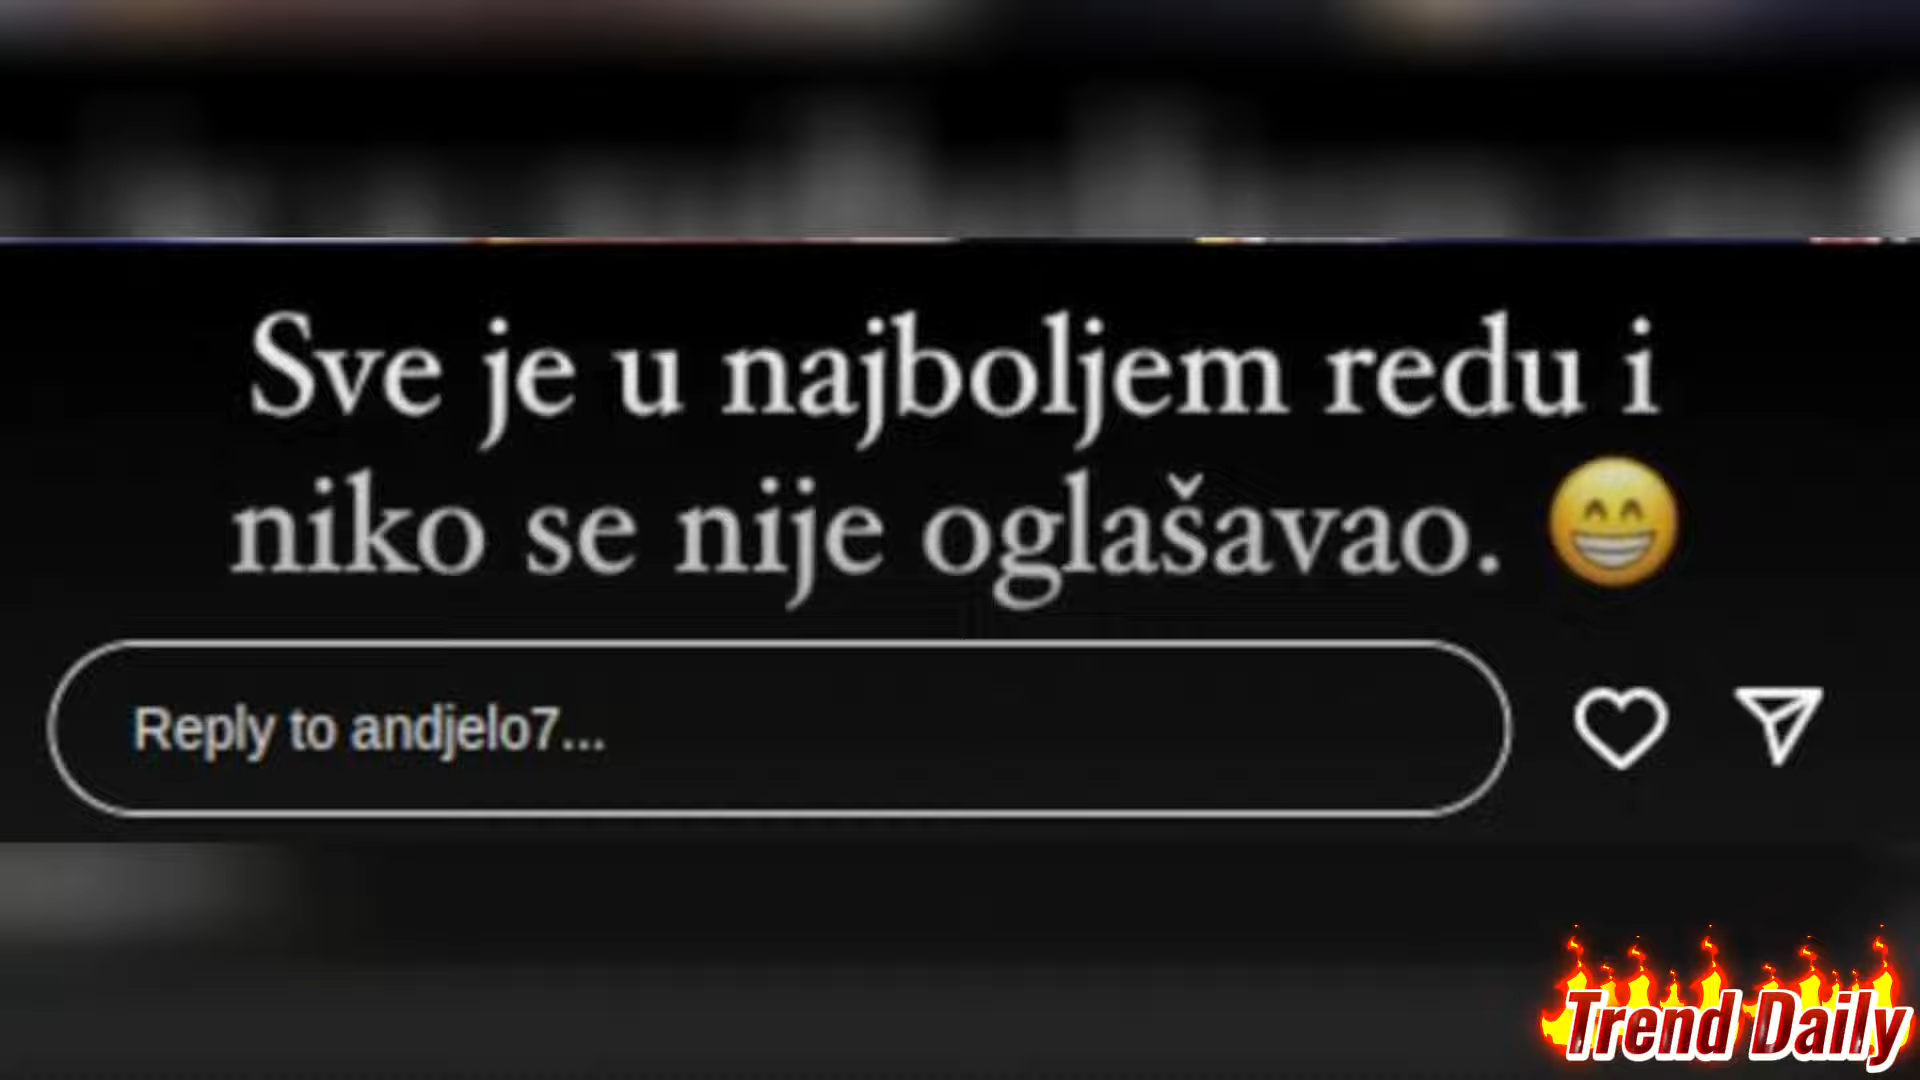 Sve je u najboljem redu i
niko se nije oglašavao. 😁
Reply to andjelo7...
Trend Daily